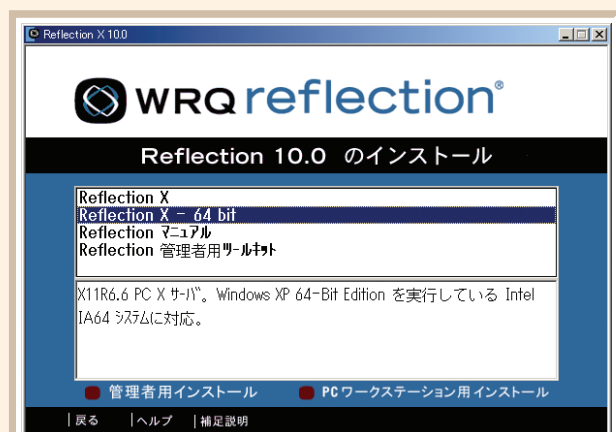 Reflection X 10.0
WRQ reflection®
Reflection 10.0 のインストール
Reflection X
Reflection X - 64 bit
Reflection ﾏﾆｭｱﾙ
Reflection 管理者用ﾂｰﾙｷｯﾄ
X11R6.6 PC X ｻｰﾊﾞ。Windows XP 64-Bit Edition を実行している Intel
IA64 ｼｽﾃﾑに対応。
管理者用インストール PCワークステーション用インストール
|戻る |ヘルプ |補足説明